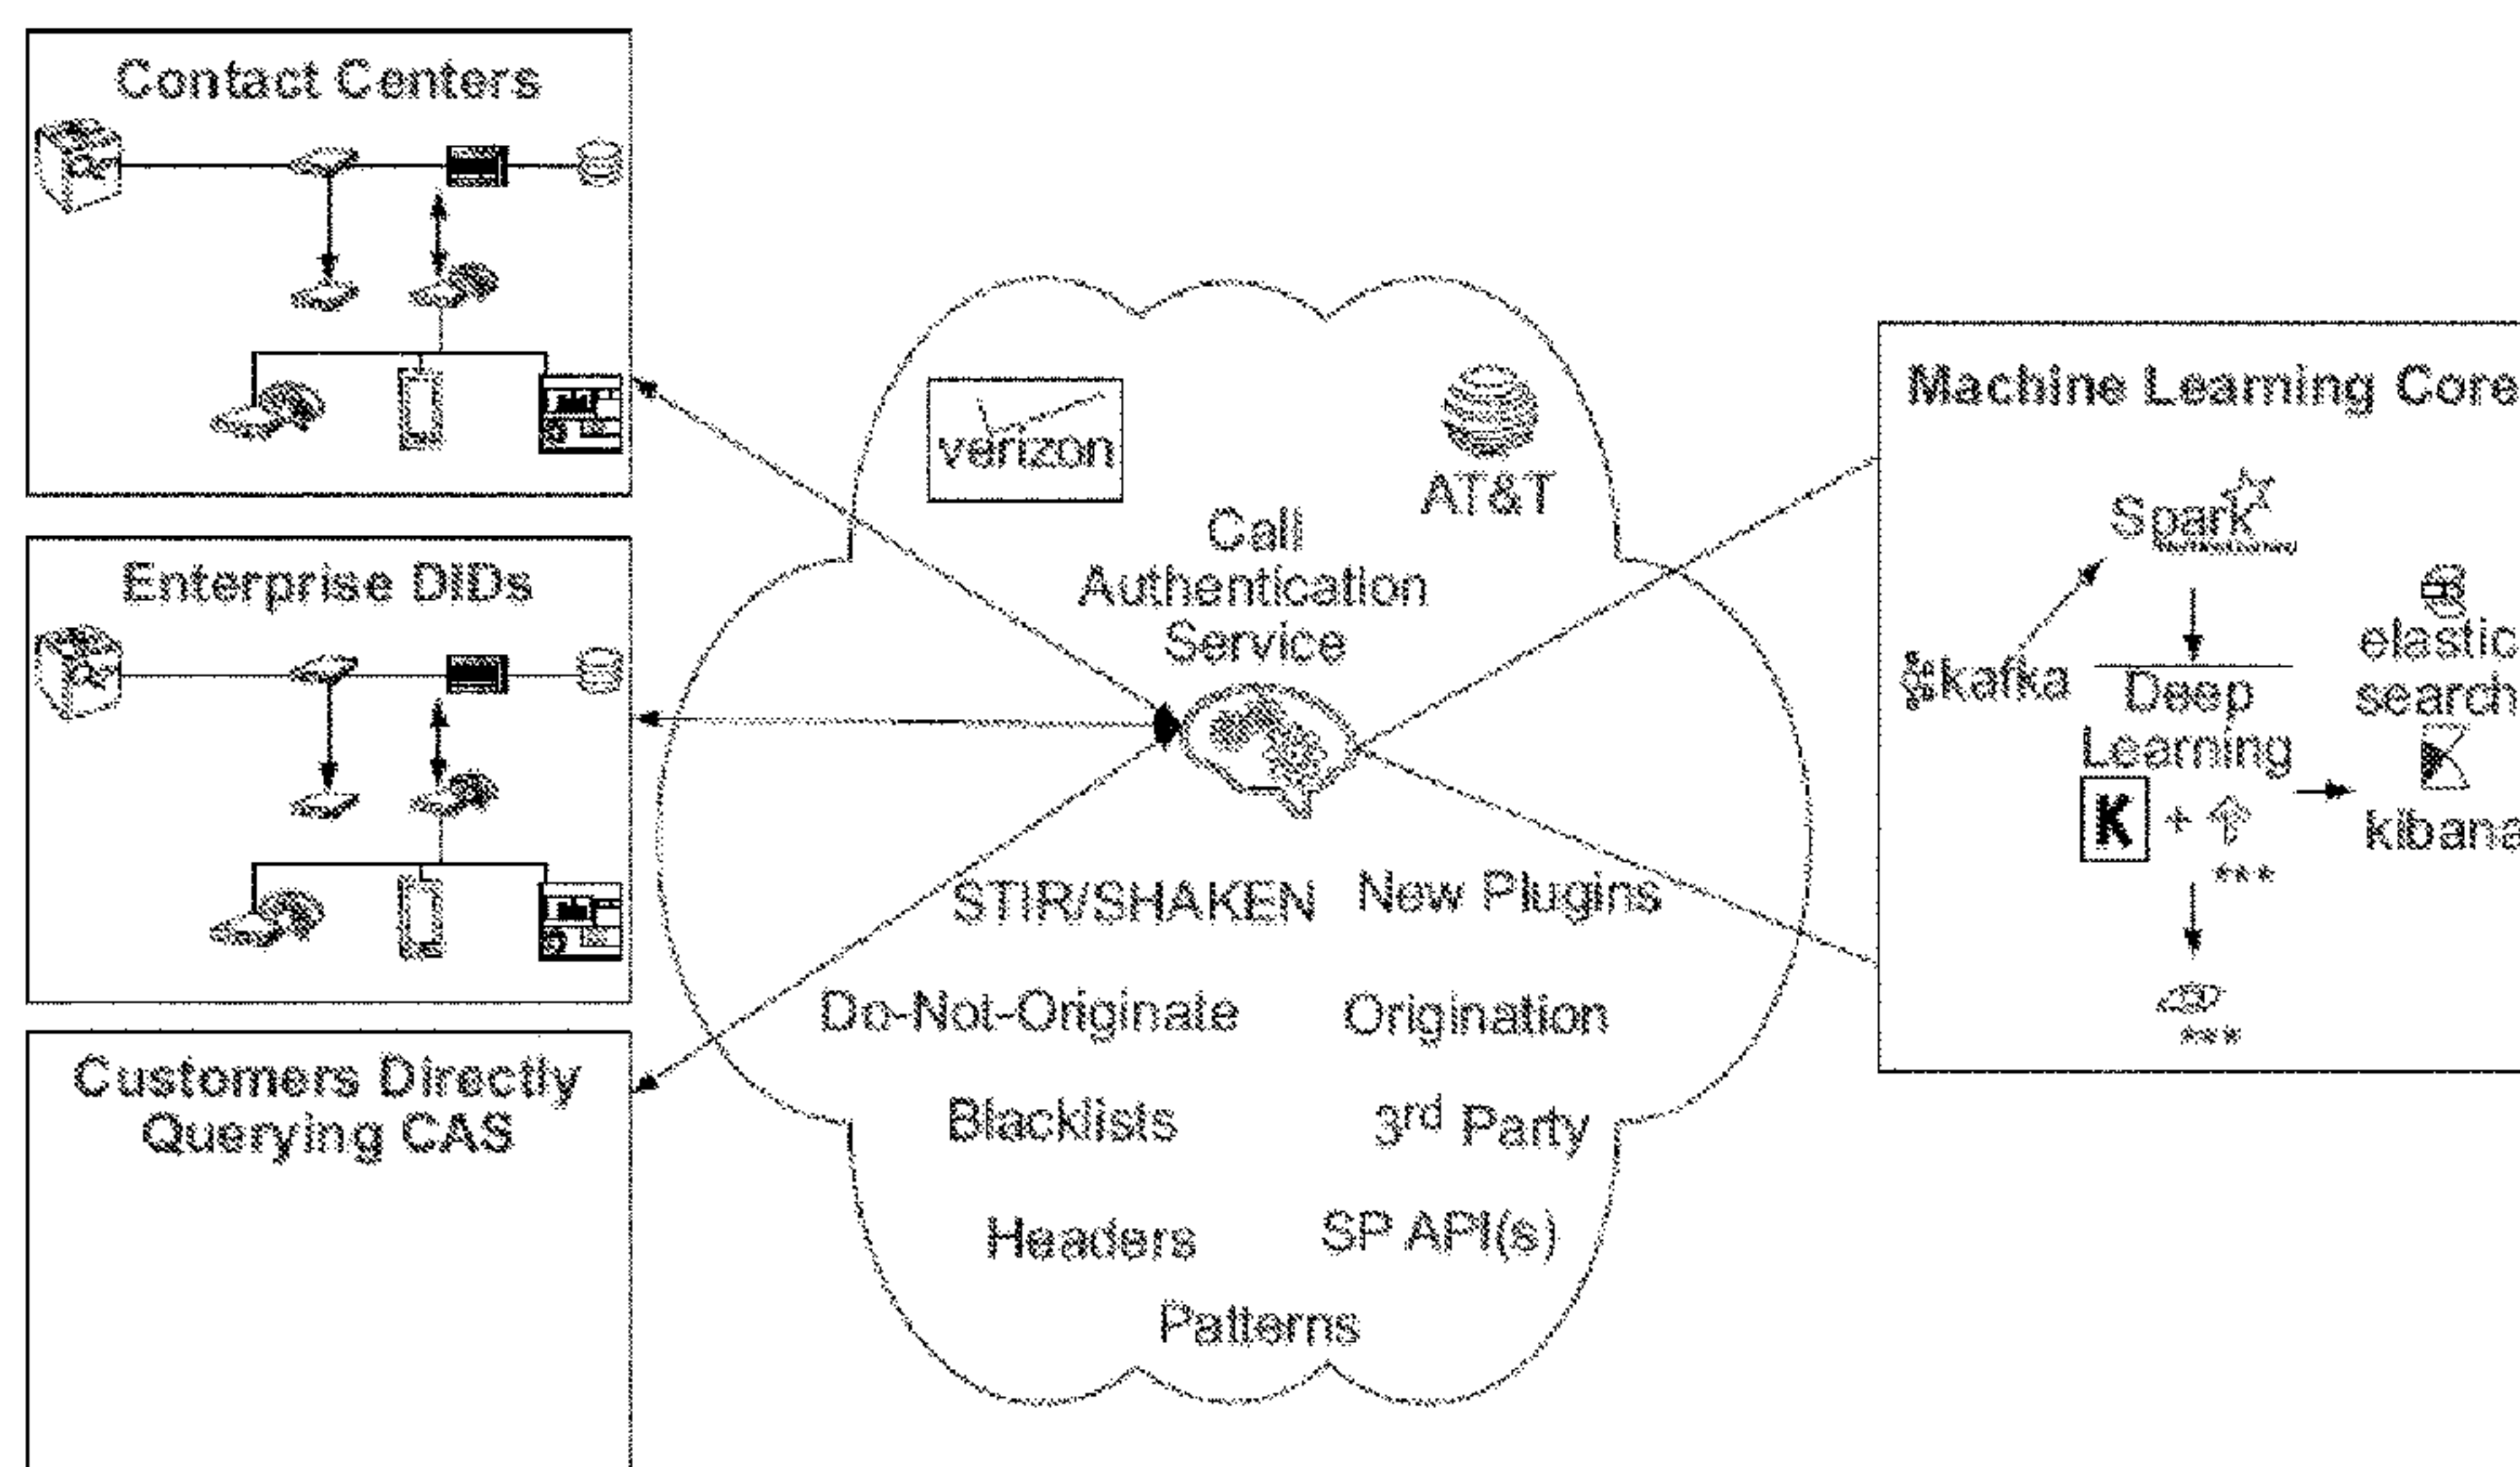 Contact Centers
Enterprise DIDs
Customers Directly
Querying CAS
verizon
AT&T
Call
Authentication
Service
STIR/SHAKEN
New Plugins
Do-Not-Originate
Origination
Blacklists
3rd Party
Headers
SP API(s)
Patterns
Machine Learning Core
Spark
kafka
Deep
Learning
K + 
***
***
elastic
search
kibana